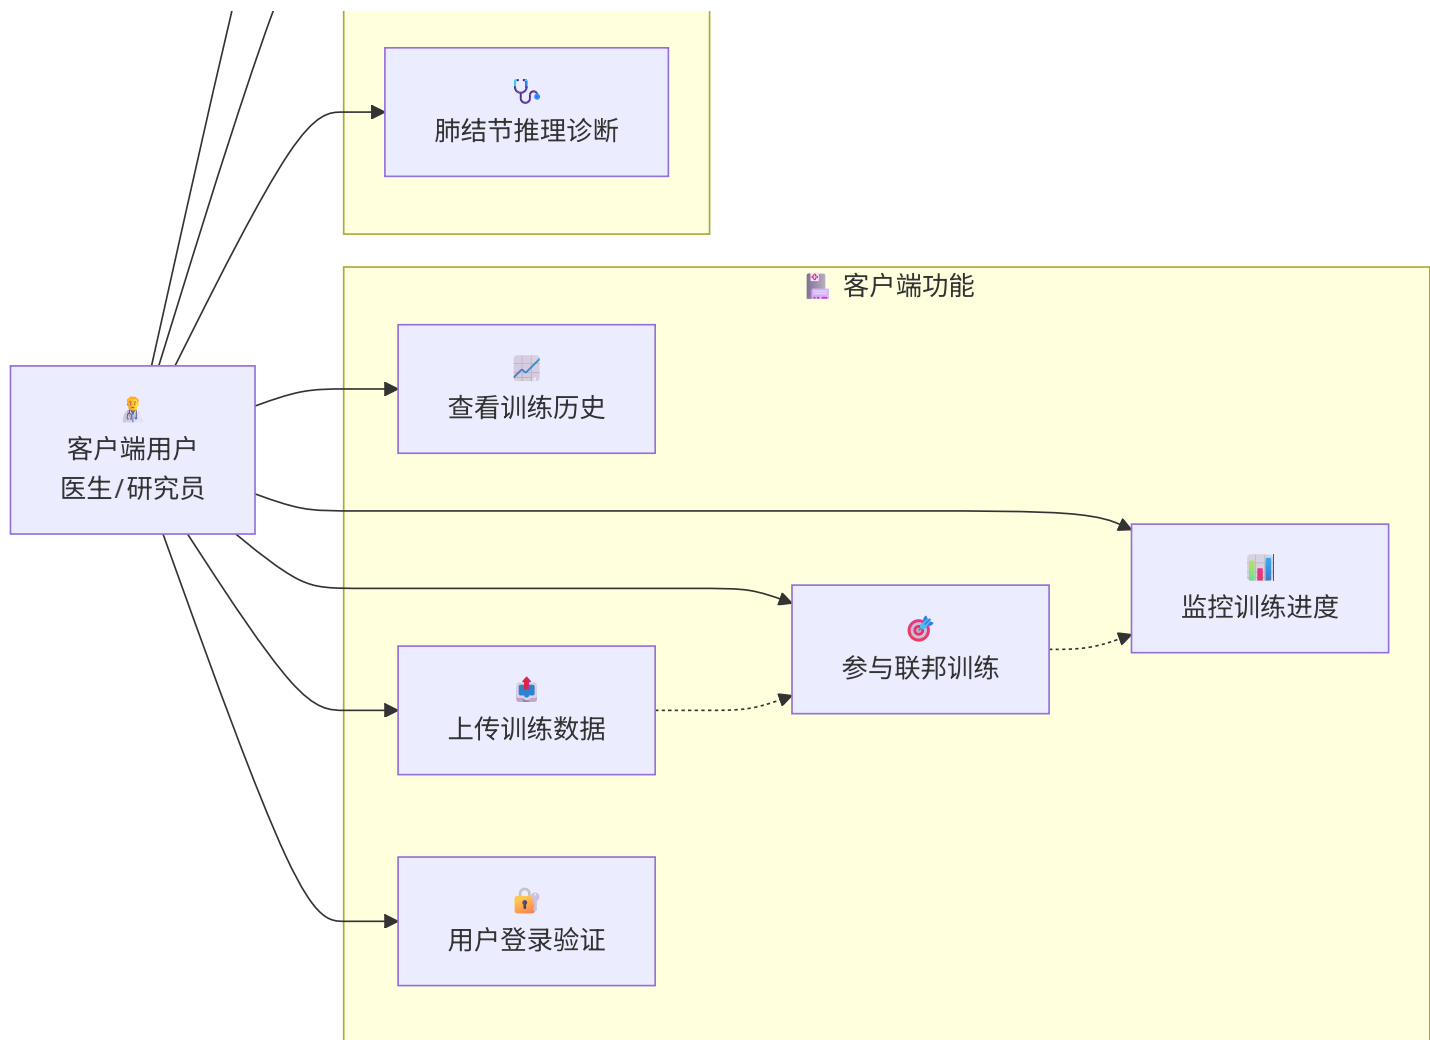 肺结节推理诊断
客户端功能
查看训练历史
客户端用户
医生/研究员
监控训练进度
参与联邦训练
上传训练数据
用户登录验证